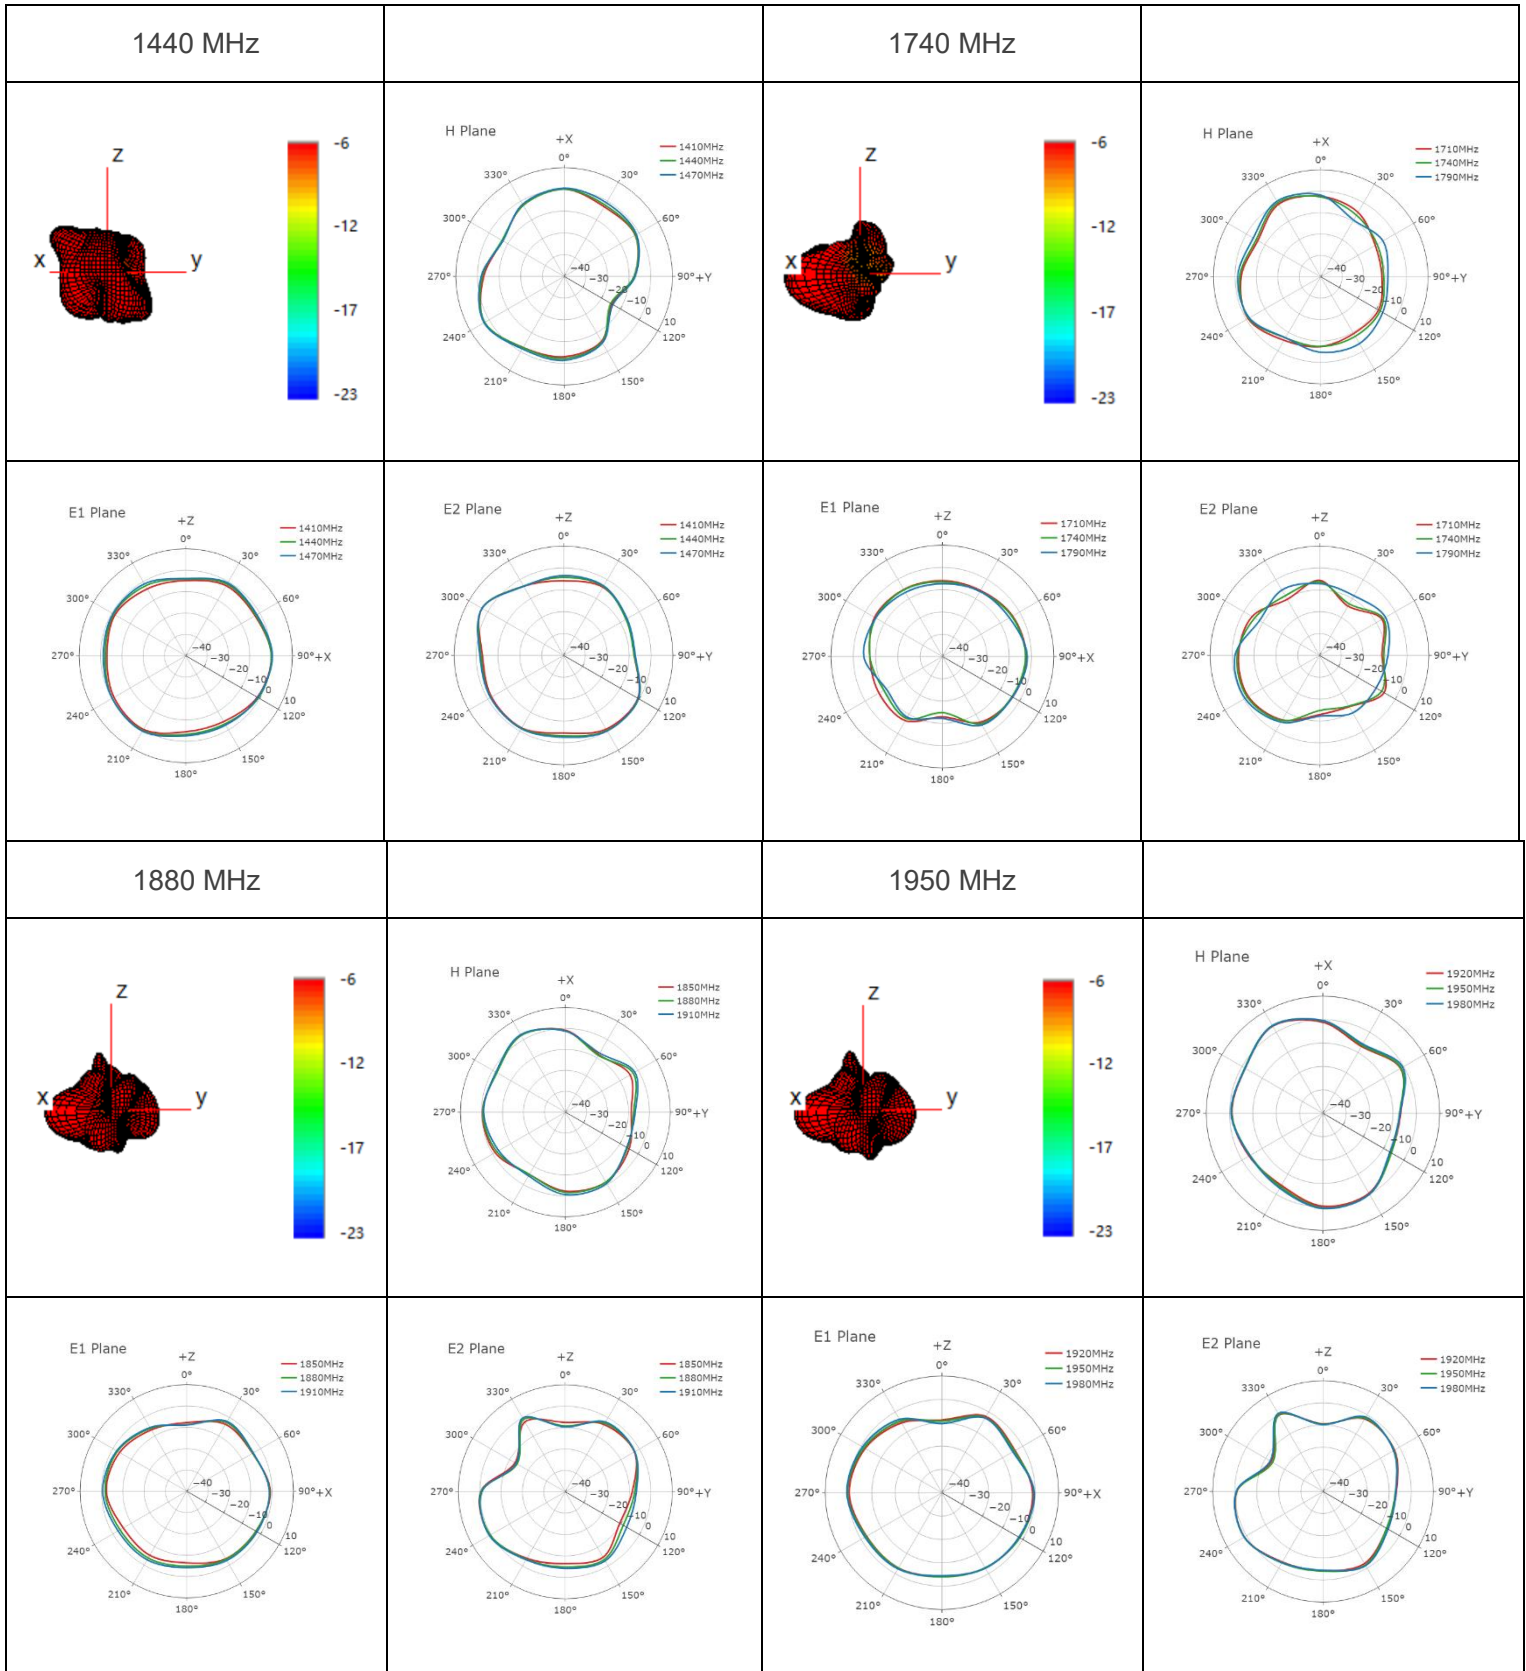 1440 MHz
1740 MHz
Z
x
y
-6
-12
-17
-23
H Plane
+X
0°
30°
60°
90°+Y
120°
150°
180°
210°
240°
270°
300°
330°
−40
−30
−20
−10
0
10
1410MHz
1440MHz
1470MHz
Z
x
y
-6
-12
-17
-23
H Plane
+X
0°
30°
60°
90°+Y
120°
150°
180°
210°
240°
270°
300°
330°
−40
−30
−20
−10
0
10
1710MHz
1740MHz
1790MHz
E1 Plane
+Z
0°
30°
60°
90°+X
120°
150°
180°
210°
240°
270°
300°
330°
−40
−30
−20
−10
0
10
1410MHz
1440MHz
1470MHz
E2 Plane
+Z
0°
30°
60°
90°+Y
120°
150°
180°
210°
240°
270°
300°
330°
−40
−30
−20
−10
0
10
1410MHz
1440MHz
1470MHz
E1 Plane
+Z
0°
30°
60°
90°+X
120°
150°
180°
210°
240°
270°
300°
330°
−40
−30
−20
−10
0
10
1710MHz
1740MHz
1790MHz
E2 Plane
+Z
0°
30°
60°
90°+Y
120°
150°
180°
210°
240°
270°
300°
330°
−40
−30
−20
−10
0
10
1710MHz
1740MHz
1790MHz
1880 MHz
1950 MHz
Z
x
y
-6
-12
-17
-23
H Plane
+X
0°
30°
60°
90°+Y
120°
150°
180°
210°
240°
270°
300°
330°
−40
−30
−20
−10
0
10
1850MHz
1880MHz
1910MHz
Z
x
y
-6
-12
-17
-23
H Plane
+X
0°
30°
60°
90°+Y
120°
150°
180°
210°
240°
270°
300°
330°
−40
−30
−20
−10
0
10
1920MHz
1950MHz
1980MHz
E1 Plane
+Z
0°
30°
60°
90°+X
120°
150°
180°
210°
240°
270°
300°
330°
−40
−30
−20
−10
0
10
1850MHz
1880MHz
1910MHz
E2 Plane
+Z
0°
30°
60°
90°+Y
120°
150°
180°
210°
240°
270°
300°
330°
−40
−30
−20
−10
0
10
1850MHz
1880MHz
1910MHz
E1 Plane
+Z
0°
30°
60°
90°+X
120°
150°
180°
210°
240°
270°
300°
330°
−40
−30
−20
−10
0
10
1920MHz
1950MHz
1980MHz
E2 Plane
+Z
0°
30°
60°
90°+Y
120°
150°
180°
210°
240°
270°
300°
330°
−40
−30
−20
−10
0
10
1920MHz
1950MHz
1980MHz